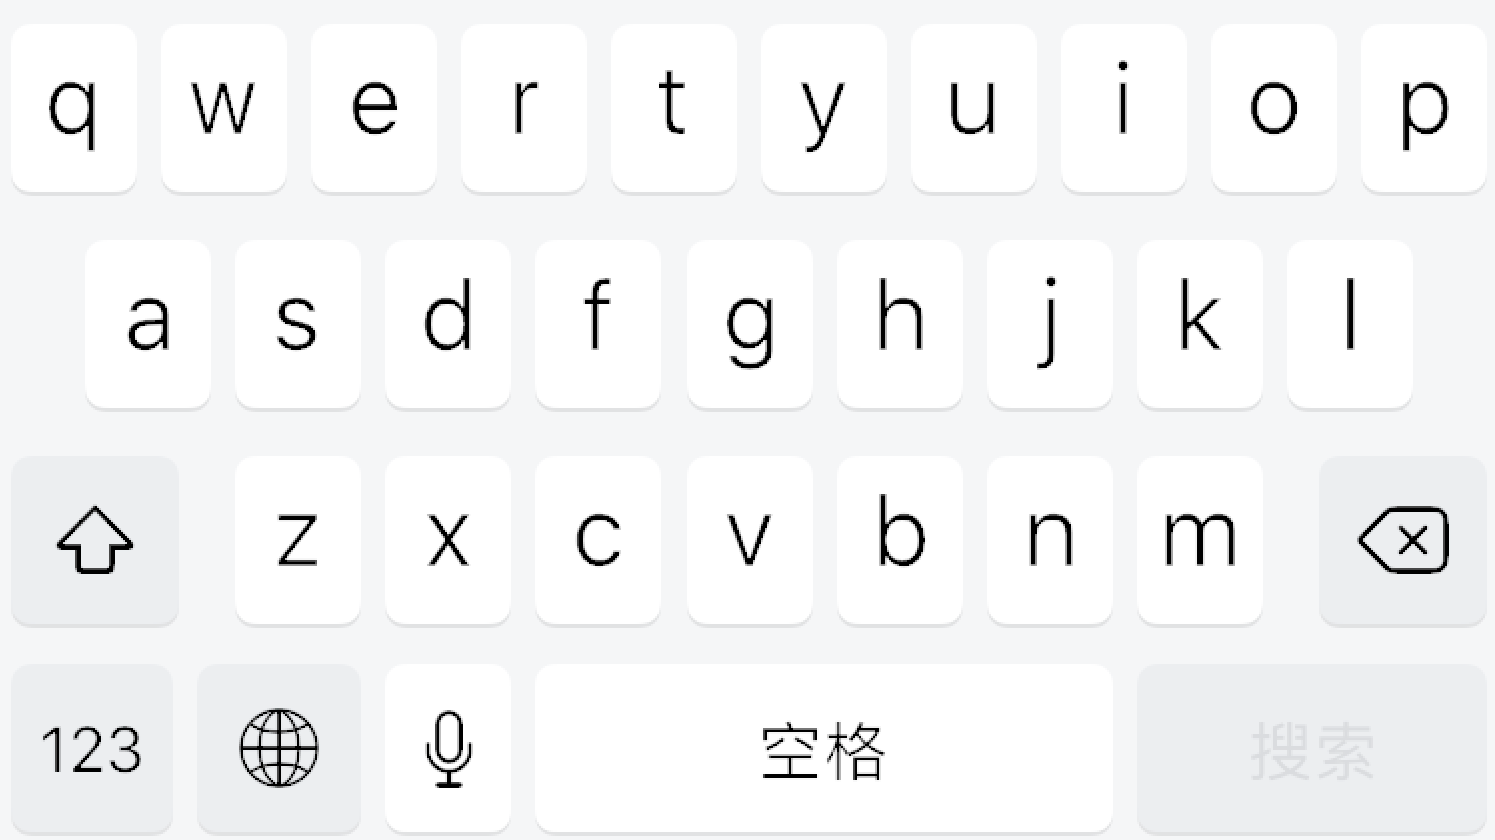 q w e r t y u i o p
a s d f g h j k l
z x c v b n m
123 空格 搜索